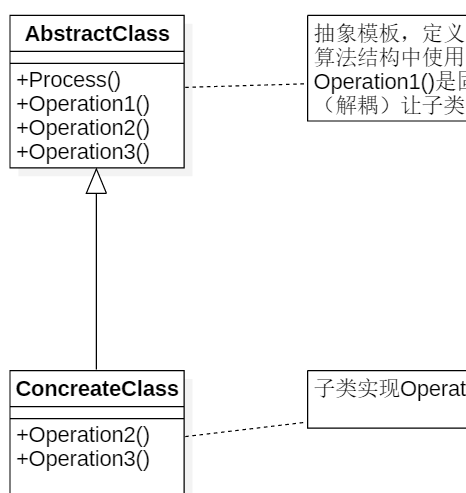 AbstractClass
+Process()
+Operation1()
+Operation2()
+Operation3()
抽象模板，定义
算法结构中使用
Operation1()是
（解耦）让子类
ConcreateClass
+Operation2()
+Operation3()
子类实现Operat